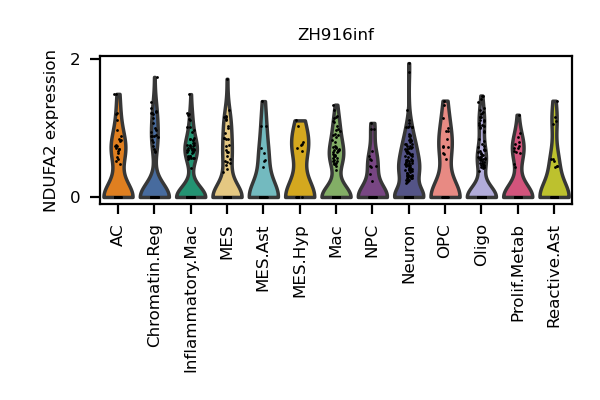 ZH916inf
NDUFA2 expression
2
0
AC
Chromatin.Reg
Inflammatory.Mac
MES
MES.Ast
MES.Hyp
Mac
NPC
Neuron
OPC
Oligo
Prolif.Metab
Reactive.Ast